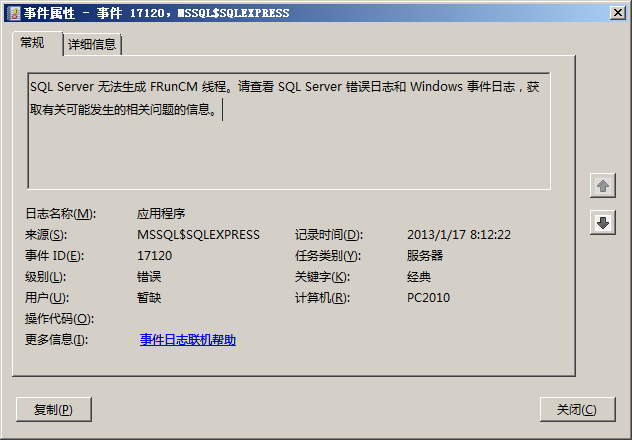 事件属性 - 事件 17120，MSSQL$SQLEXPRESS
常规 详细信息
SQL Server 无法生成 FRunCM 线程。请查看 SQL Server 错误日志和 Windows 事件日志，获
取有关可能发生的相关问题的信息。
日志名称(M): 应用程序
来源(S): MSSQL$SQLEXPRESS 记录时间(D): 2013/1/17 8:12:22
事件 ID(E): 17120 任务类别(Y): 服务器
级别(L): 错误 关键字(K): 经典
用户(U): 暂缺 计算机(R): PC2010
操作代码(O):
更多信息(I): 事件日志联机帮助
复制(P) 关闭(C)